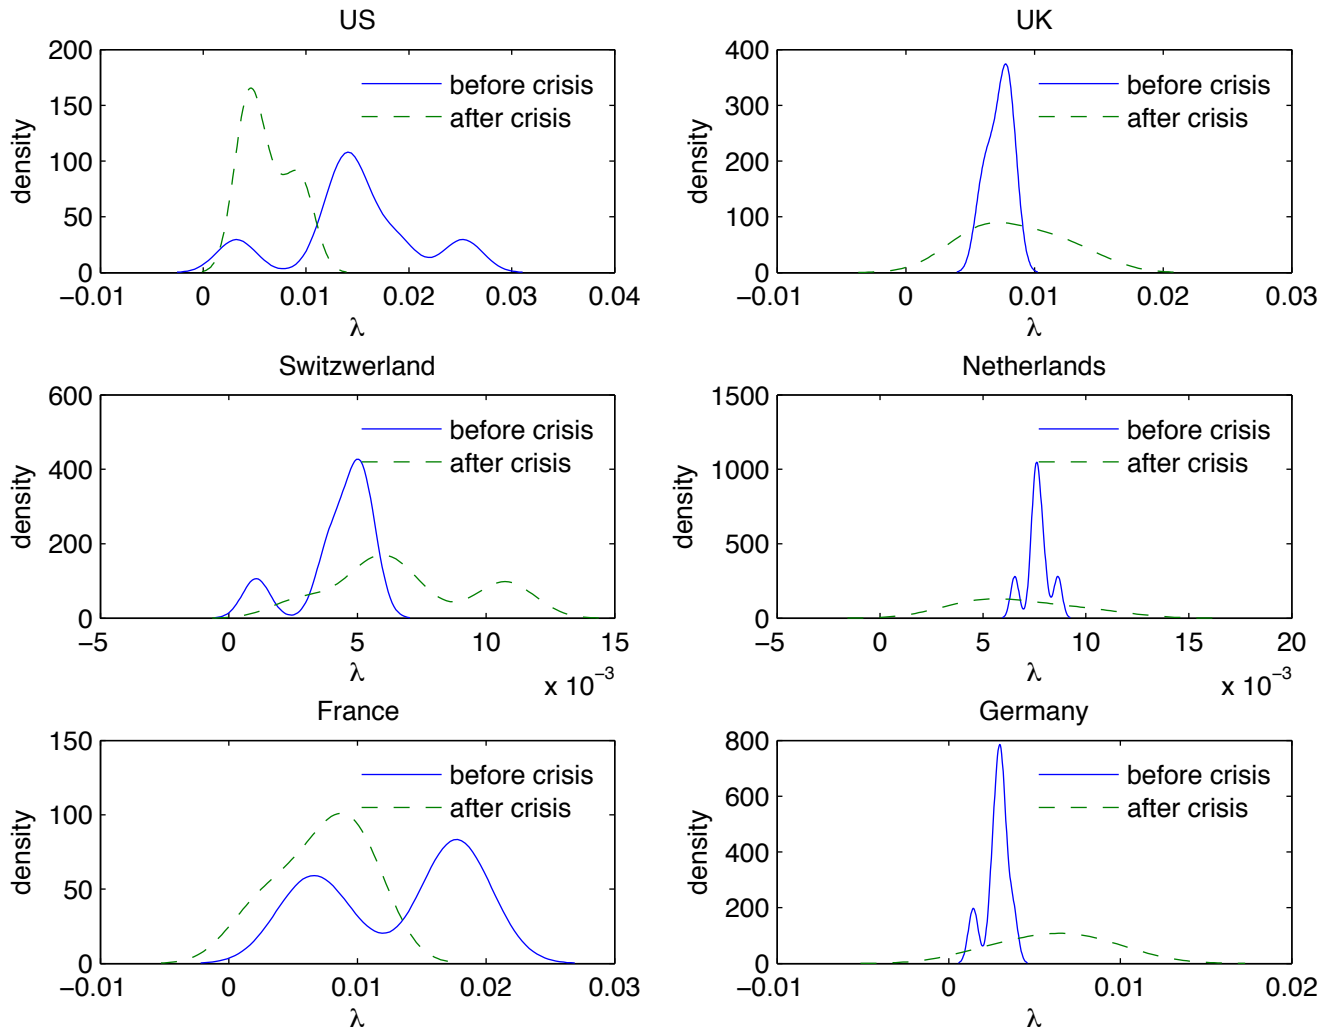 US
200
150
100
50
0
density
before crisis
after crisis
−0.01 0 0.01 0.02 0.03 0.04
λ
UK
400
300
200
100
0
density
before crisis
after crisis
−0.01 0 0.01 0.02 0.03
λ
Switzwerland
600
400
200
0
density
before crisis
after crisis
−5 0 5 10 15
λ
x 10−3
Netherlands
1500
1000
500
0
density
before crisis
after crisis
−5 0 5 10 15 20
λ
x 10−3
France
150
100
50
0
density
before crisis
after crisis
−0.01 0 0.01 0.02 0.03
λ
Germany
800
600
400
200
0
density
before crisis
after crisis
−0.01 0 0.01 0.02
λ